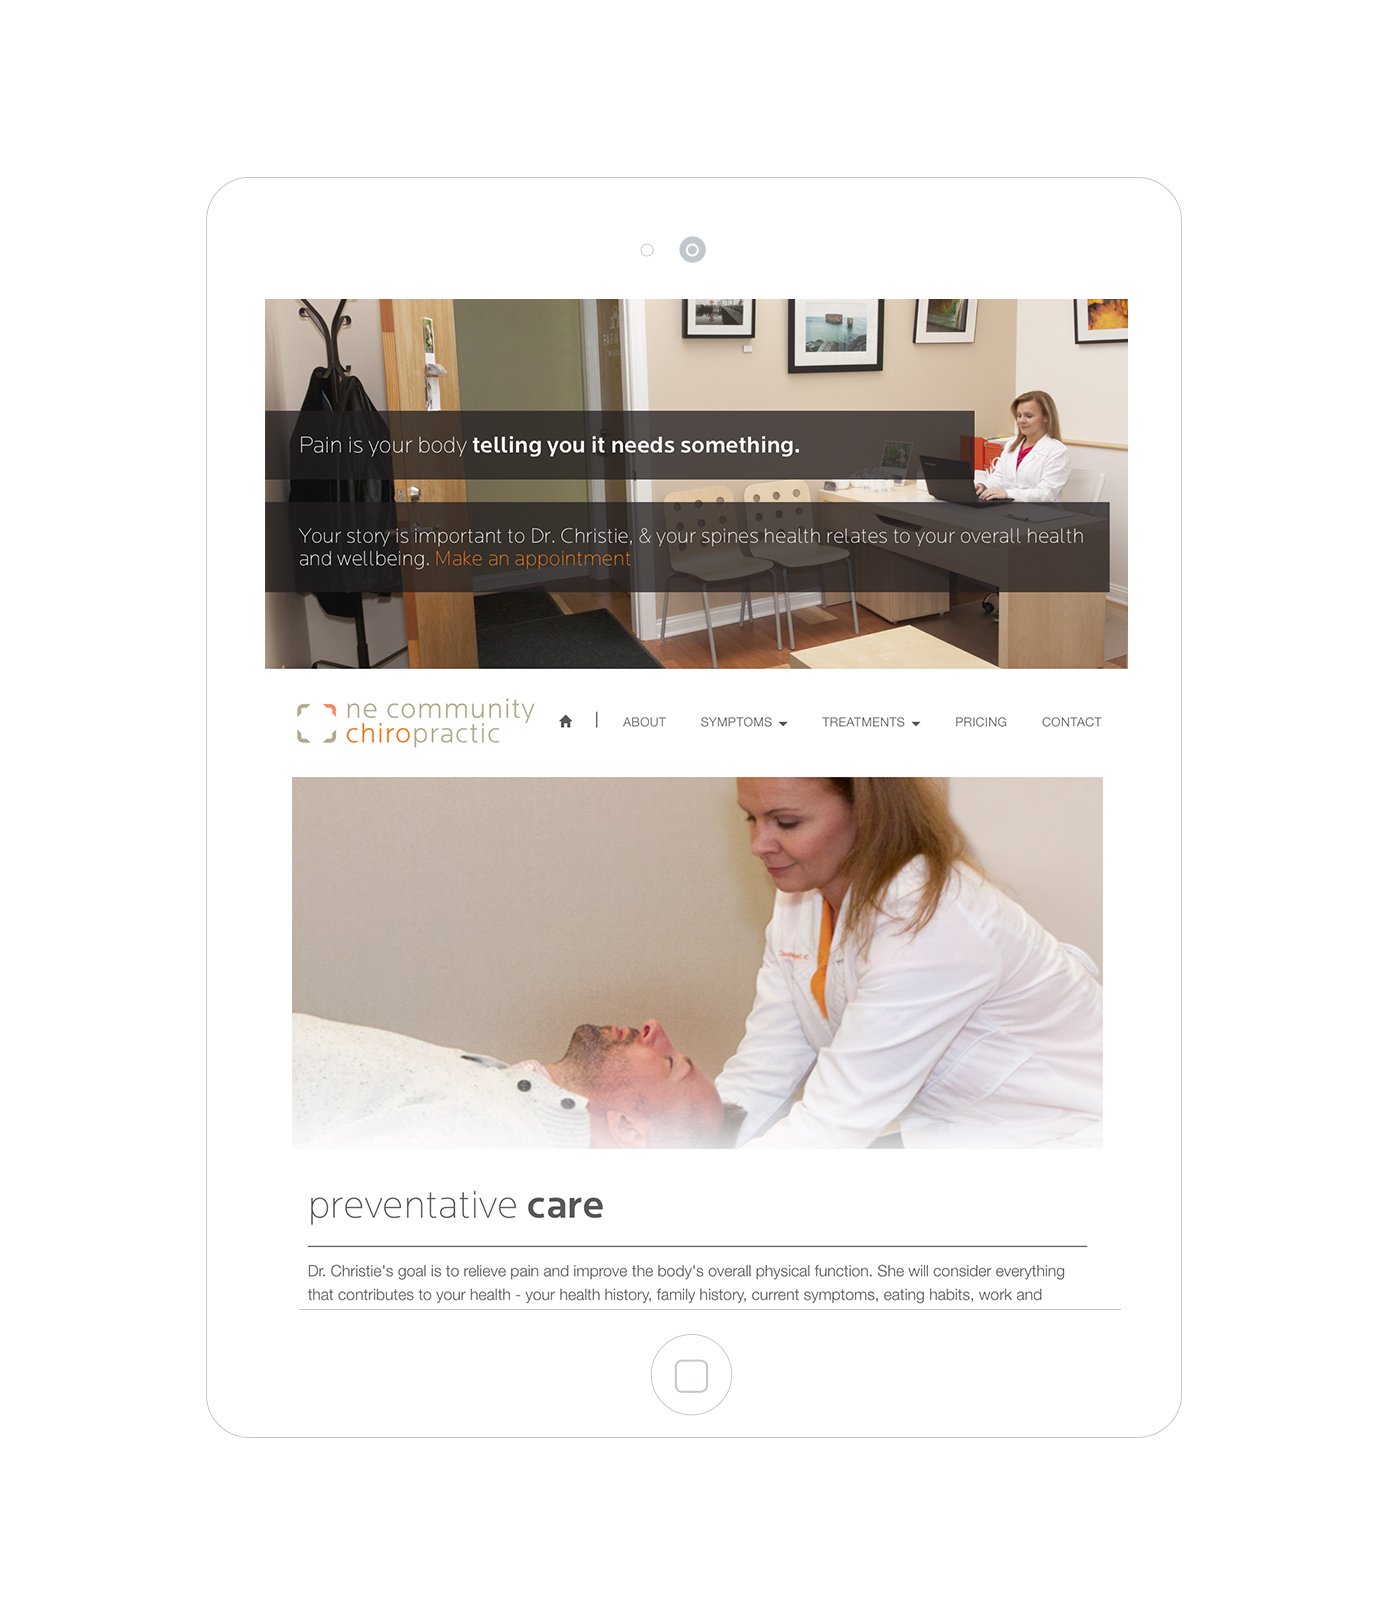 Pain is your body telling you it needs something.
Your story is important to Dr. Christie, & your spines health relates to your overall health
and wellbeing. Make an appointment
ne community
chiropractic
ABOUT
SYMPTOMS
TREATMENTS
PRICING
CONTACT
preventative care
Dr. Christie's goal is to relieve pain and improve the body's overall physical function. She will consider everything
that contributes to your health - your health history, family history, current symptoms, eating habits, work and